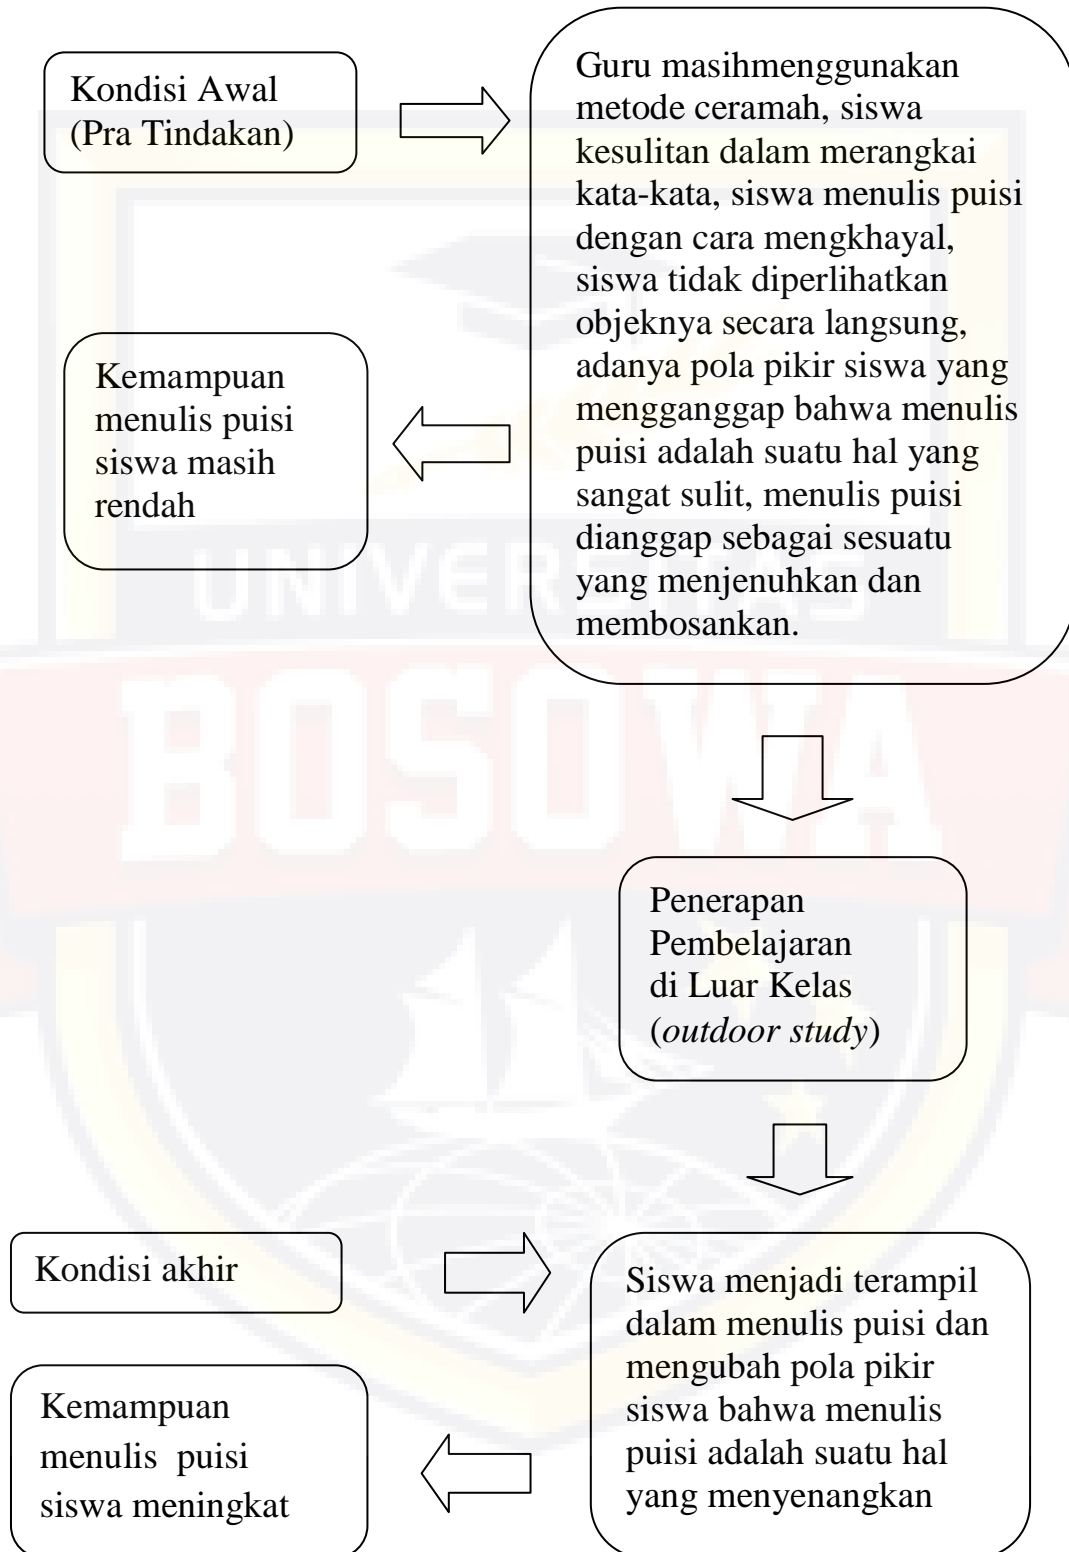 Kondisi Awal
(Pra Tindakan)
Guru masihmenggunakan
metode ceramah, siswa
kesulitan dalam merangkai
kata-kata, siswa menulis puisi
dengan cara mengkhayal,
siswa tidak diperlihatkan
objeknya secara langsung,
adanya pola pikir siswa yang
mengganggap bahwa menulis
puisi adalah suatu hal yang
sangat sulit, menulis puisi
dianggap sebagai sesuatu
yang menjenuhkan dan
membosankan.
Kemampuan
menulis puisi
siswa masih
rendah
UNIVERSITAS
BOSOWA
Penerapan
Pembelajaran
di Luar Kelas
(outdoor study)
Kondisi akhir
Siswa menjadi terampil
dalam menulis puisi dan
mengubah pola pikir
siswa bahwa menulis
puisi adalah suatu hal
yang menyenangkan
Kemampuan
menulis puisi
siswa meningkat